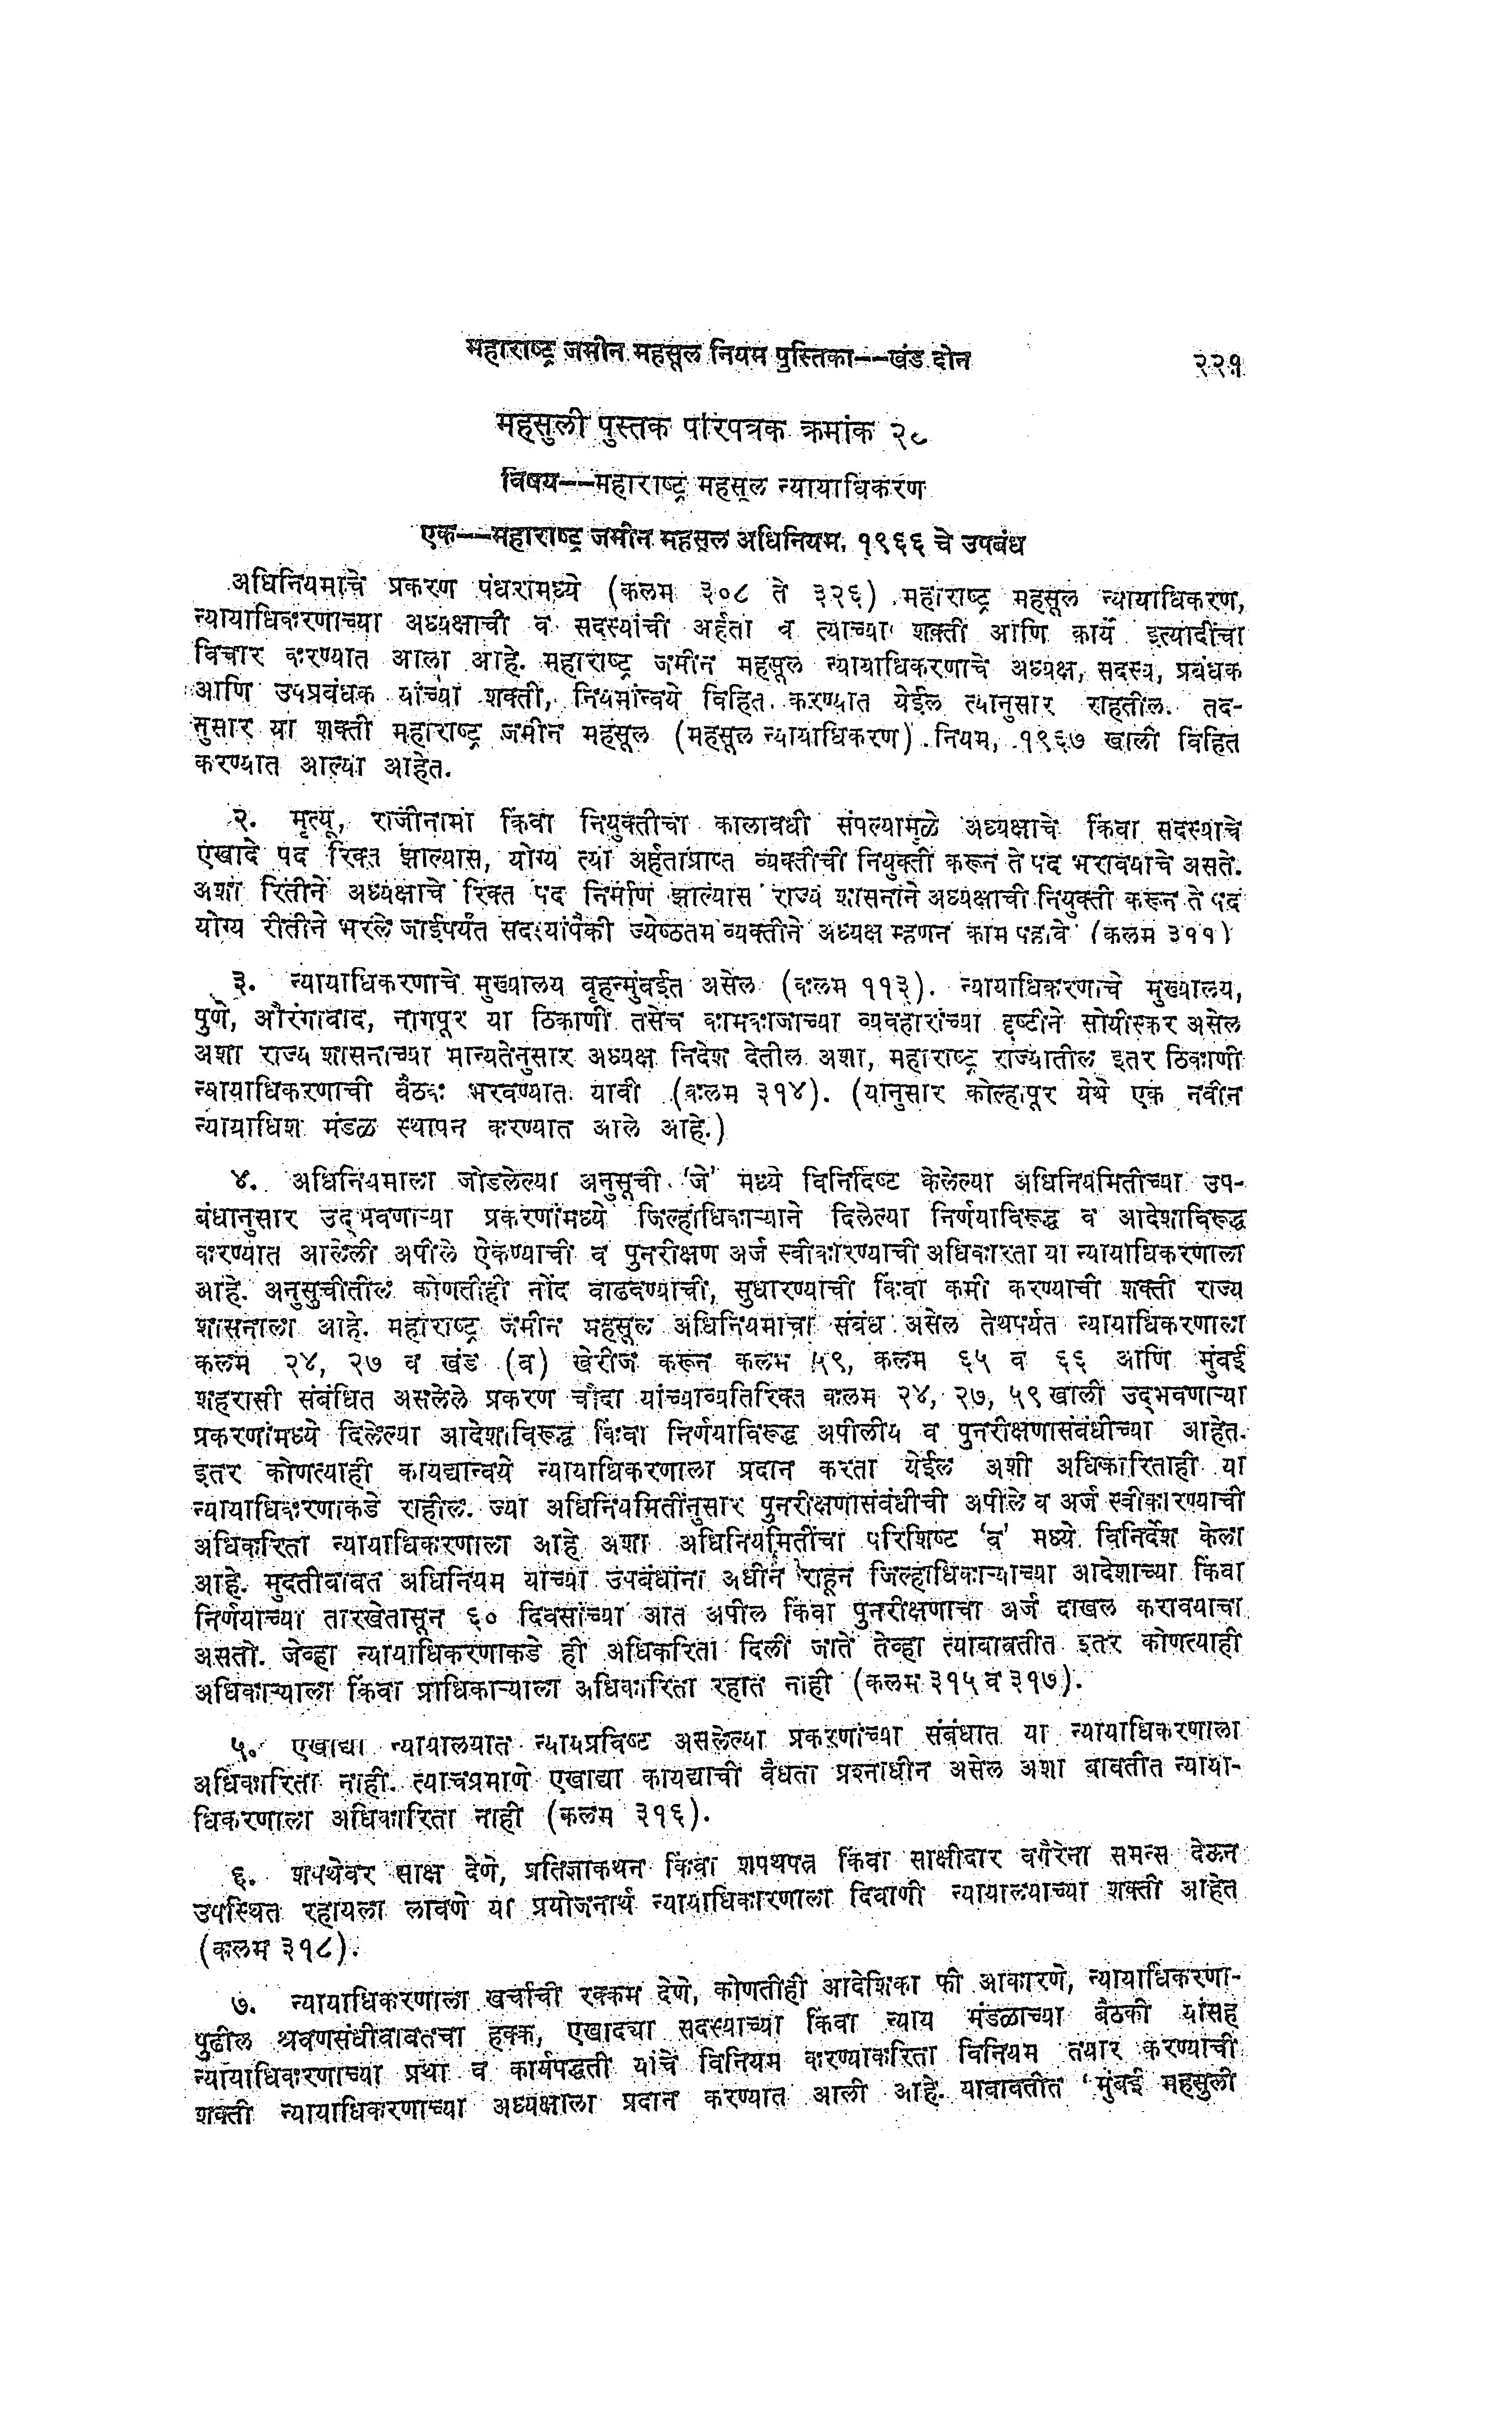 महाराष्ट्र जमीन महसूल नियम पुस्तिका--खंड दोन २२१
महसुली पुस्तक परिपत्रक क्रमांक २८
विषय--महाराष्ट्र महसूल न्यायाधिकरण
एक--महाराष्ट्र जमीन महसूल अधिनियम, १९६६ चे उपबंध
अधिनियमाचे प्रकरण पंधरामध्ये (कलम ३०८ ते ३२६) महाराष्ट्र महसूल न्यायाधिकरण,
न्यायाधिकरणाच्या अध्यक्षाची व सदस्यांची अर्हता व त्याच्या शक्ती आणि कार्ये इत्यादींचा
विचार करण्यात आला आहे. महाराष्ट्र जमीन महसूल न्यायाधिकरणाचे अध्यक्ष, सदस्य, प्रबंधक
आणि उपप्रबंधक यांच्या शक्ती, नियमांन्वये विहित करण्यात येईल त्यानुसार राहतील. तद-
नुसार या शक्ती महाराष्ट्र जमीन महसूल (महसूल न्यायाधिकरण) नियम, १९६७ खाली विहित
करण्यात आल्या आहेत.
२. मृत्यू, राजीनामा किंवा नियुक्तीचा कालावधी संपल्यामुळे अध्यक्षाचे किंवा सदस्याचे
एखादे पद रिक्त झाल्यास, योग्य त्या अर्हताप्राप्त व्यक्तीची नियुक्ती करून ते पद भरावयाचे असते.
अशा रितीने अध्यक्षाचे रिक्त पद निर्माण झाल्यास राज्य शासनाने अध्यक्षाची नियुक्ती करून ते पद
योग्य रीतीने भरले जाईपर्यंत सदस्यांपैकी ज्येष्ठतम व्यक्तीने अध्यक्ष म्हणन काम पहावे (कलम ३११)
३. न्यायाधिकरणाचे मुख्यालय बृहन्मुंबईत असेल (कलम ११३). न्यायाधिकरणाचे मुख्यालय,
पुणे, औरंगाबाद, नागपूर या ठिकाणी तसेच कामकाजाच्या व्यवहारांच्या दृष्टीने सोयीस्कर असेल
अशा राज्य शासनाच्या मान्यतेनुसार अध्यक्ष निदेश देतील अशा, महाराष्ट्र राज्यातील इतर ठिकाणी
न्यायाधिकरणाची बैठक भरवण्यात यावी (कलम ३१४). (यानुसार कोल्हापूर येथे एक नवीन
न्यायाधिश मंडळ स्थापन करण्यात आले आहे.)
४. अधिनियमाला जोडलेल्या अनुसूची 'जे' मध्ये विनिर्दिष्ट केलेल्या अधिनियमितीच्या उप-
बंधानुसार उद्‌भवणाऱ्या प्रकरणांमध्ये जिल्हाधिकाऱ्याने दिलेल्या निर्णयाविरूद्ध व आदेशाविरूद्ध
करण्यात आलेली अपीले ऐकण्याची व पुनरीक्षण अर्ज स्वीकारण्याची अधिकारता या न्यायाधिकरणाला
आहे. अनुसुचीतील कोणतीही नोंद वाढवण्याची, सुधारण्याची किंवा कमी करण्याची शक्ती राज्य
शासनाला आहे. महाराष्ट्र जमीन महसूल अधिनियमाचा संबंध असेल तेथपर्यंत न्यायाधिकरणाला
कलम २४, २७ व खंड (व) खेरीज करून कलम ५९, कलम ६५ व ६६ आणि मुंबई
शहरासी संबंधित असलेले प्रकरण चौदा यांच्याव्यतिरिक्त कलम २४, २७, ५९ खाली उद्‌भवणाऱ्या
प्रकरणांमध्ये दिलेल्या आदेशाविरूद्ध किंवा निर्णयाविरूद्ध अपीलीय व पुनरीक्षणासंबंधीच्या आहेत.
इतर कोणत्याही कायद्यान्वये न्यायाधिकरणाला प्रदान करता येईल अशी अधिकारिताही या
न्यायाधिकरणाकडे राहील. ज्या अधिनियमितींनुसार पुनरीक्षणासंबंधीची अपीले व अर्ज स्वीकारण्याची
अधिकरिता न्यायाधिकरणाला आहे अशा अधिनियमितींचा परिशिष्ट 'व' मध्ये विनिर्देश केला
आहे. मुदतीबाबत अधिनियम यांच्या उपबंधांना अधीन राहून जिल्हाधिकाऱ्याच्या आदेशाच्या किंवा
निर्णयाच्या तारखेतासून ६० दिवसांच्या आत अपील किंवा पुनरीक्षणाचा अर्ज दाखल करावयाचा
असतो. जेव्हा न्यायाधिकरणाकडे ही अधिकरिता दिली जाते तेव्हा त्याबाबतीत इतर कोणत्याही
अधिकाऱ्याला किंवा प्राधिकाऱ्याला अधिकारिता रहात नाही (कलम ३१५ व ३१७).
५. एखाद्या न्यायालयात न्यायप्रविष्ट असलेल्या प्रकरणांच्या संबंधात या न्यायाधिकरणाला
अधिकारिता नाही. त्याचप्रमाणे एखाद्या कायद्याची वैधता प्रश्नाधीन असेल अशा बाबतीत न्याया-
धिकरणाला अधिकारिता नाही (कलम ३१६).
६. शपथेवर साक्ष देणे, प्रतिज्ञाकथन किंवा शपथपत्र किंवा साक्षीदार वगैरेंना समन्स देऊन
उपस्थित रहायला लावणे या प्रयोजनार्थ न्यायाधिकारणाला दिवाणी न्यायालयाच्या शक्ती आहेत
(कलम ३१८).
७. न्यायाधिकरणाला खर्चाची रक्कम देणे, कोणतीही आदेशिका फी आकारणे, न्यायाधिकरणा-
पुढील श्रवणसंधीबाबतचा हक्क, एखाद्या सदस्याच्या किंवा न्याय मंडळाच्या बैठकी यांसह
न्यायाधिकरणाच्या प्रथा व कार्यपद्धती यांचे विनियम करण्याकरिता विनियम तयार करण्याची
शक्ती न्यायाधिकरणाच्या अध्यक्षाला प्रदान करण्यात आली आहे. याबाबतीत 'मुंबई महसुली